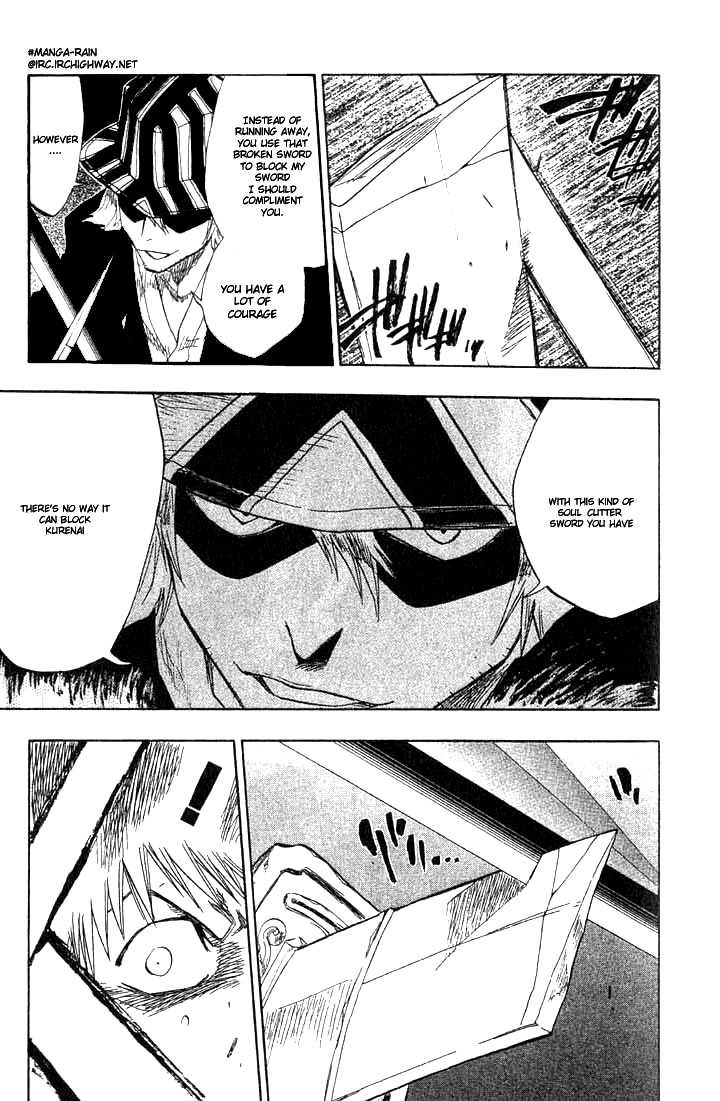 #MANGA-RAIN
@IRC.IRCHIGHWAY.NET
INSTEAD OF
RUNNING AWAY,
YOU USE THAT
BROKEN SWORD
TO BLOCK MY
SWORD
I SHOULD
COMPLIMENT
YOU.
YOU HAVE A
LOT OF
COURAGE
HOWEVER
....
WITH THIS KIND OF
SOUL CUTTER
SWORD YOU HAVE
THERE'S NO WAY IT
CAN BLOCK
KURENAI
!